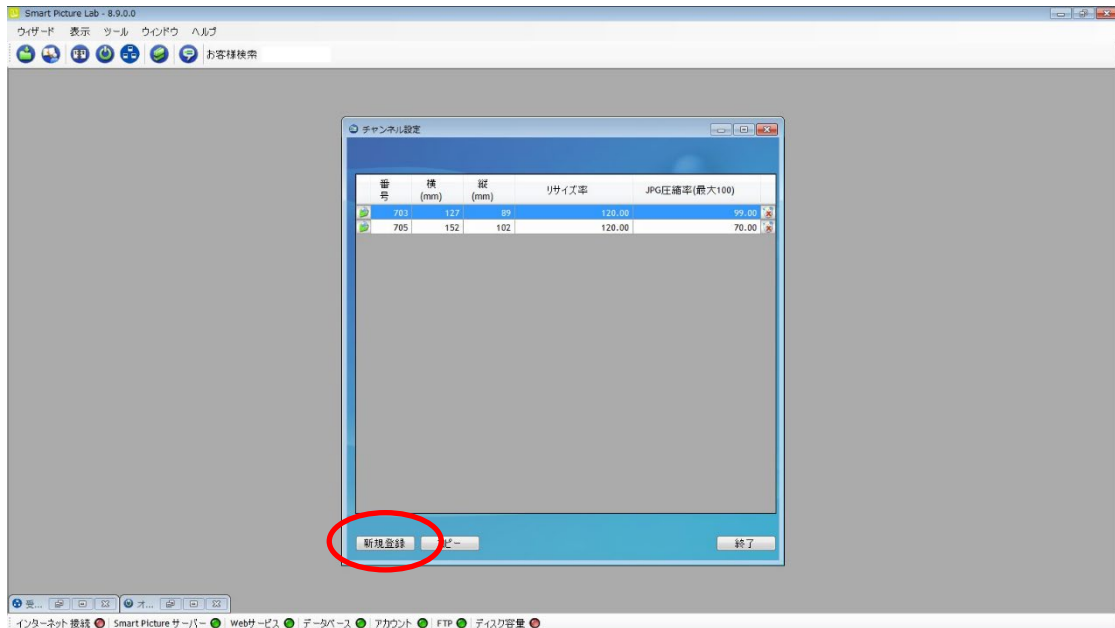 Smart Picture Lab - 8.9.0.0
ウィザード 表示 ツール ウィンドウ ヘルプ
お客様検索
チャンネル設定
番号 横(mm) 縦(mm) リサイズ率 JPG圧縮率(最大100)
703 127 89 120.00 99.00
705 152 102 120.00 70.00
新規登録 コピー 終了
受... オ...
インターネット 接続 Smart Picture サーバー Webサービス データベース アカウント FTP ディスク容量